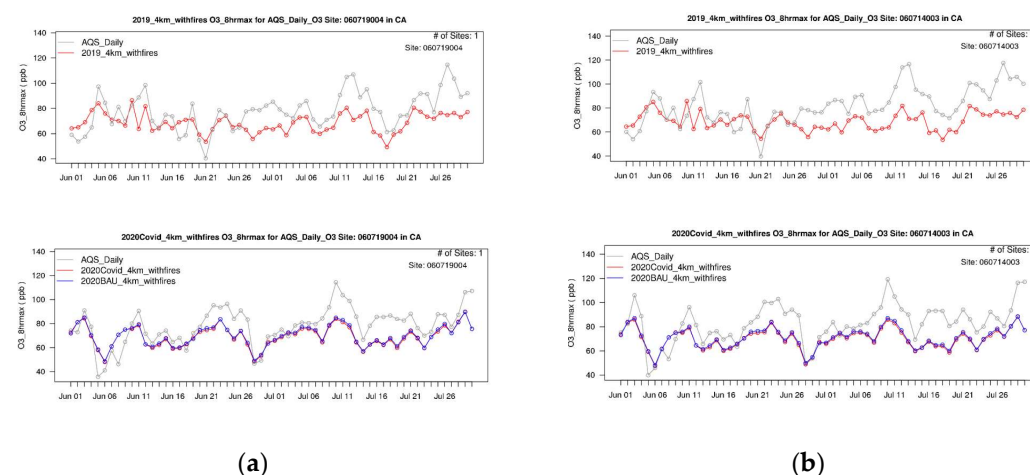 2019_4km_withfires O3_8hrmax for AQS_Daily_O3 Site: 060719004 in CA
# of Sites: 1
Site: 060719004
AQS_Daily
2019_4km_withfires
O3_8hrmax ( ppb )
140
120
100
80
60
40
Jun 01 Jun 06 Jun 11 Jun 16 Jun 21 Jun 26 Jul 01 Jul 06 Jul 11 Jul 16 Jul 21 Jul 26
2019_4km_withfires O3_8hrmax for AQS_Daily_O3 Site: 060714003 in CA
# of Sites:
Site: 060714003
AQS_Daily
2019_4km_withfires
O3_8hrmax ( ppb )
140
120
100
80
60
40
Jun 01 Jun 06 Jun 11 Jun 16 Jun 21 Jun 26 Jul 01 Jul 06 Jul 11 Jul 16 Jul 21 Jul 26
2020Covid_4km_withfires O3_8hrmax for AQS_Daily_O3 Site: 060719004 in CA
# of Sites: 1
Site: 060719004
AQS_Daily
2020Covid_4km_withfires
2020BAU_4km_withfires
O3_8hrmax ( ppb )
140
120
100
80
60
40
Jun 01 Jun 06 Jun 11 Jun 16 Jun 21 Jun 26 Jul 01 Jul 06 Jul 11 Jul 16 Jul 21 Jul 26
2020Covid_4km_withfires O3_8hrmax for AQS_Daily_O3 Site: 060714003 in CA
# of Sites:
Site: 060714003
AQS_Daily
2020Covid_4km_withfires
2020BAU_4km_withfires
O3_8hrmax ( ppb )
140
120
100
80
60
40
Jun 01 Jun 06 Jun 11 Jun 16 Jun 21 Jun 26 Jul 01 Jul 06 Jul 11 Jul 16 Jul 21 Jul 26
(a) (b)